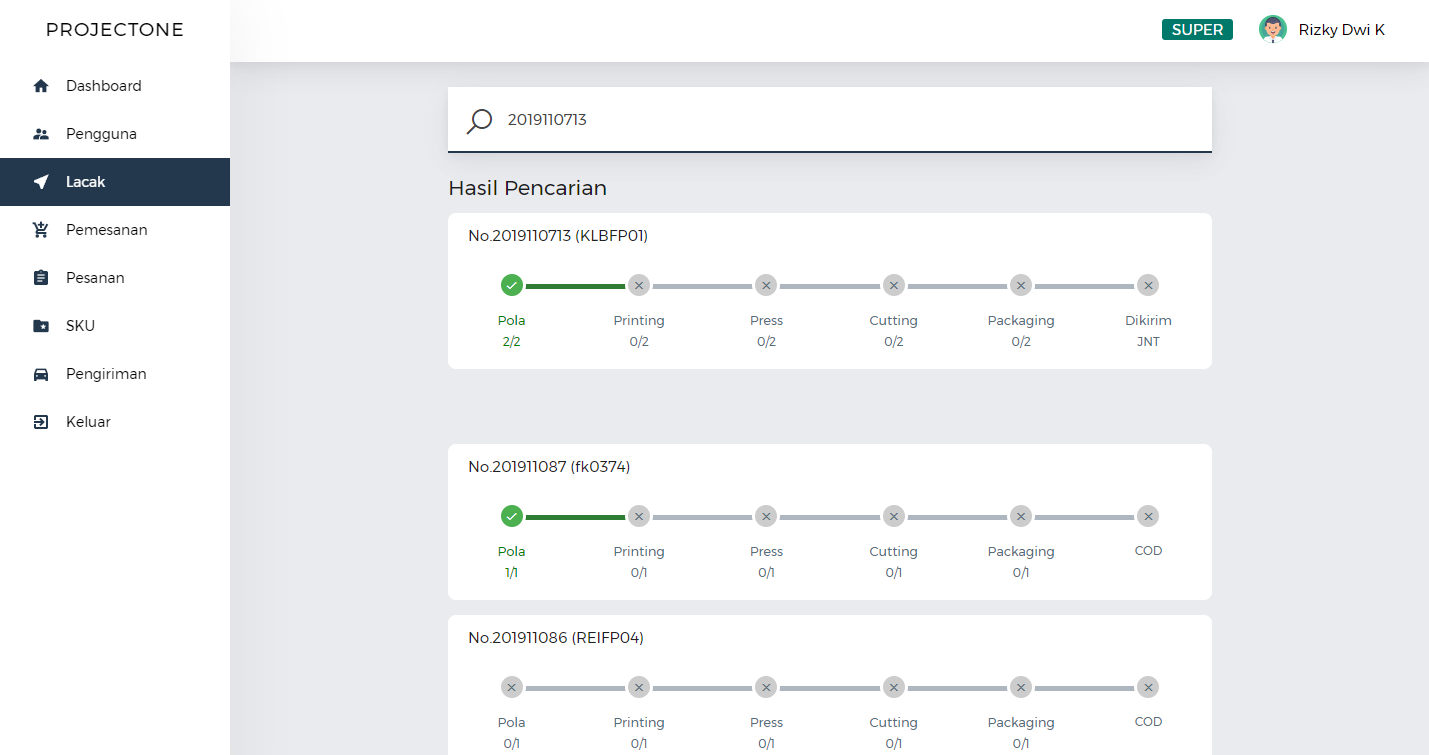 PROJECTONE
SUPER
Rizky Dwi K
Dashboard
Pengguna
Lacak
Pemesanan
Pesanan
SKU
Pengiriman
Keluar
2019110713
Hasil Pencarian
No.2019110713 (KLBFP01)
Pola Printing Press Cutting Packaging Dikirim
2/2 0/2 0/2 0/2 0/2 JNT
No.201911087 (fk0374)
Pola Printing Press Cutting Packaging COD
1/1 0/1 0/1 0/1 0/1
No.201911086 (REIFP04)
Pola Printing Press Cutting Packaging COD
0/1 0/1 0/1 0/1 0/1